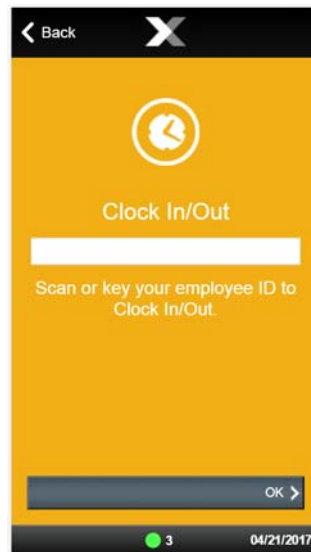 Back
Clock In/Out
Scan or key your employee ID to
Clock In/Out.
OK
3 04/21/2017